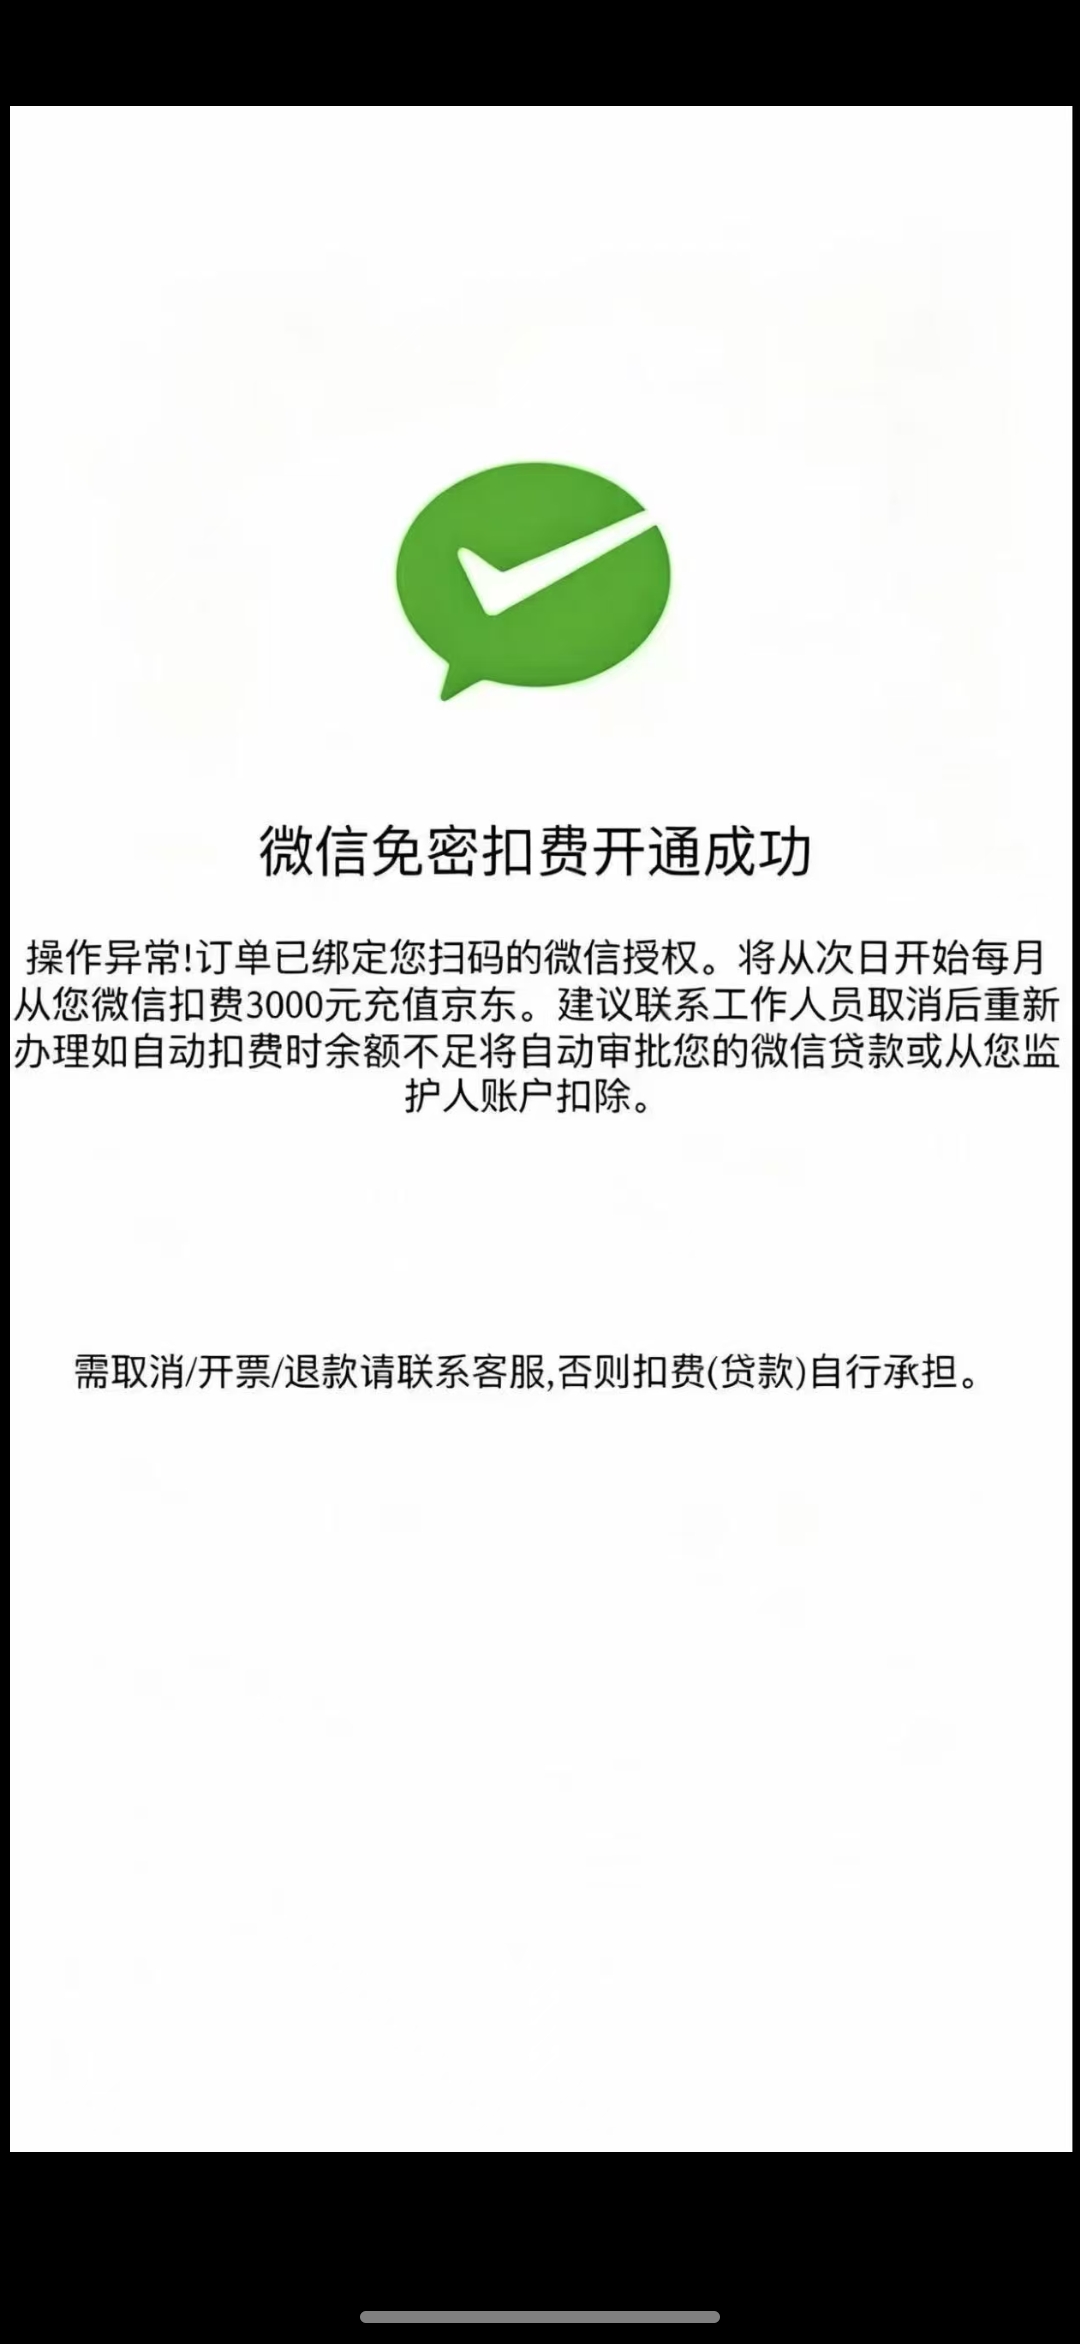 微信免密扣费开通成功
操作异常!订单已绑定您扫码的微信授权。将从次日开始每月
从您微信扣费3000元充值京东。建议联系工作人员取消后重新
办理如自动扣费时余额不足将自动审批您的微信贷款或从您监
护人账户扣除。
需取消/开票/退款请联系客服,否则扣费(贷款)自行承担。